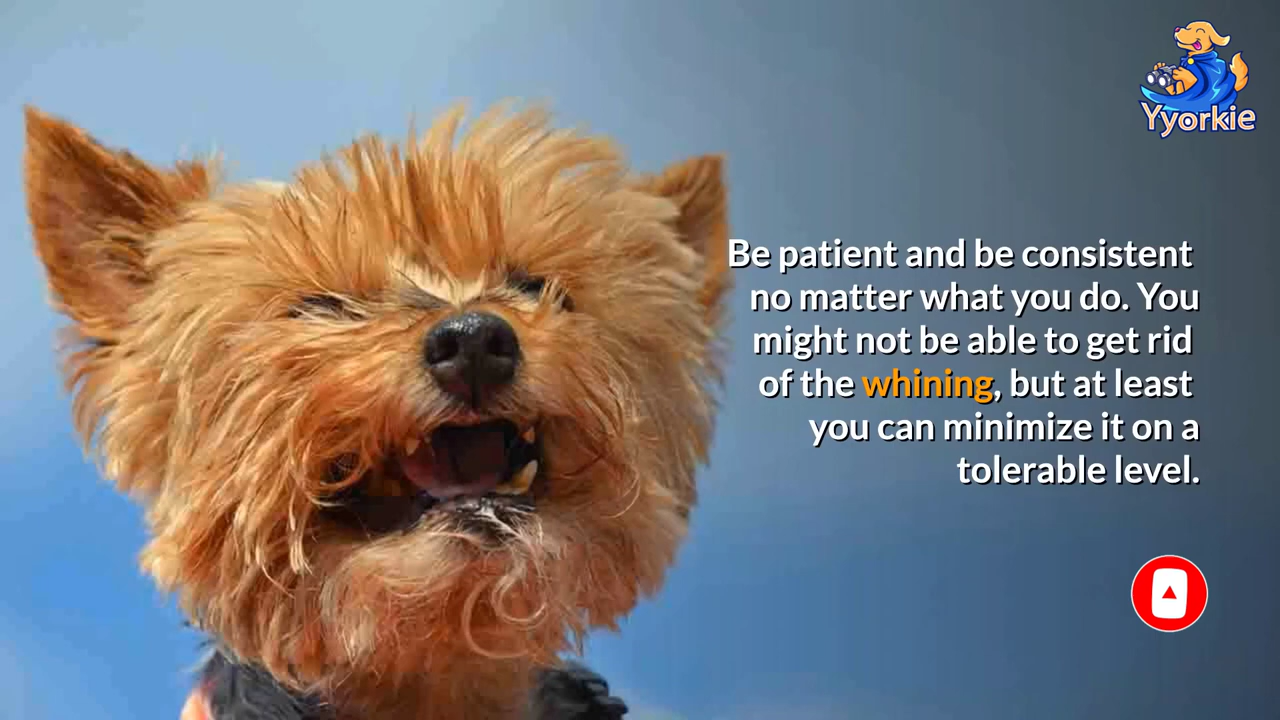 Yyorkie
Be patient and be consistent
no matter what you do. You
might not be able to get rid
of the whining, but at least
you can minimize it on a
tolerable level.